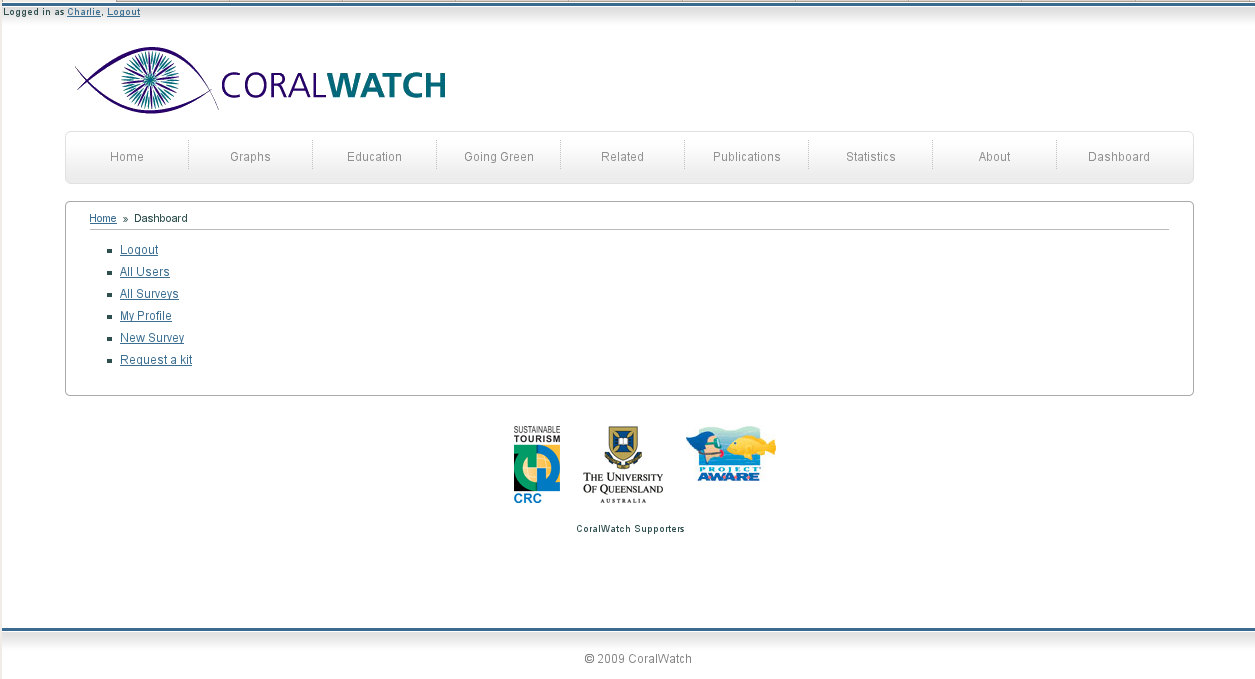 Logged in as Charlie, Logout
CORALWATCH
Home Graphs Education Going Green Related Publications Statistics About Dashboard
Home » Dashboard
Logout
All Users
All Surveys
My Profile
New Survey
Request a kit
SUSTAINABLE
TOURISM
CRC
THE UNIVERSITY
OF QUEENSLAND
AUSTRALIA
PROJECT
AWARE
CoralWatch Supporters
© 2009 CoralWatch